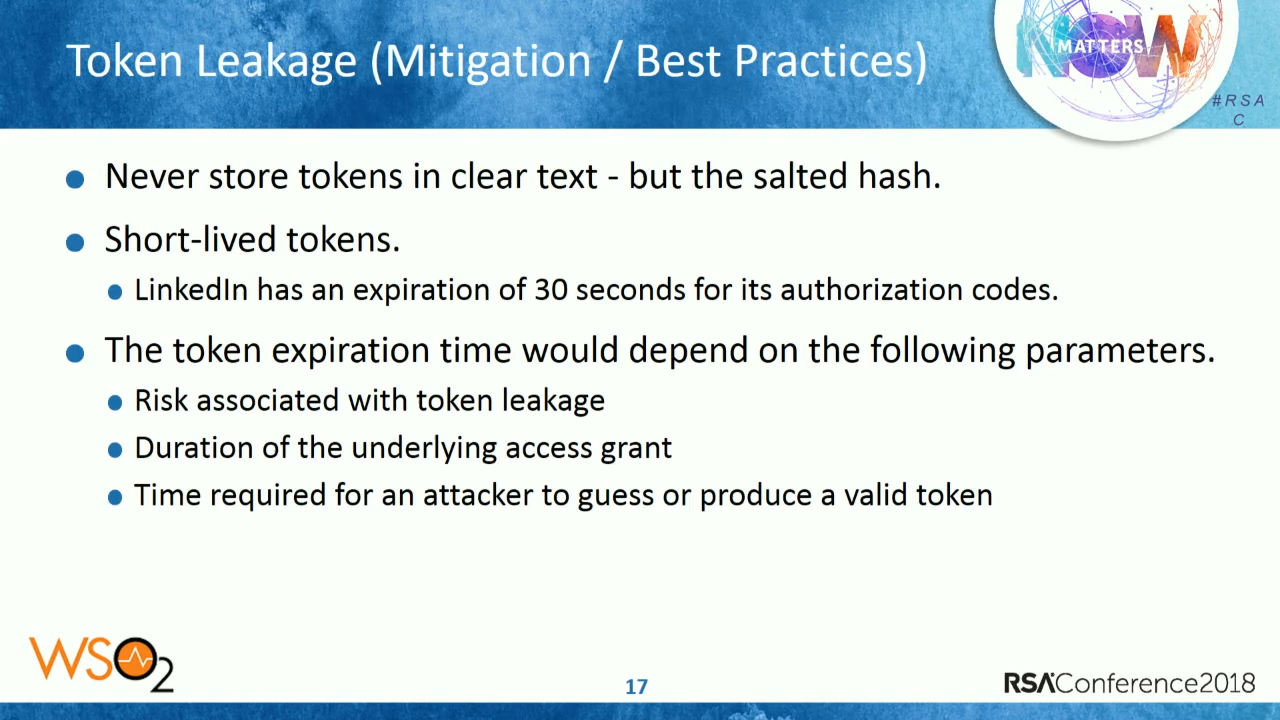 Token Leakage (Mitigation / Best Practices)
NOW
MATTERS
#RSA
C
Never store tokens in clear text - but the salted hash.
Short-lived tokens.
LinkedIn has an expiration of 30 seconds for its authorization codes.
The token expiration time would depend on the following parameters.
Risk associated with token leakage
Duration of the underlying access grant
Time required for an attacker to guess or produce a valid token
WSO2
17
RSAConference2018